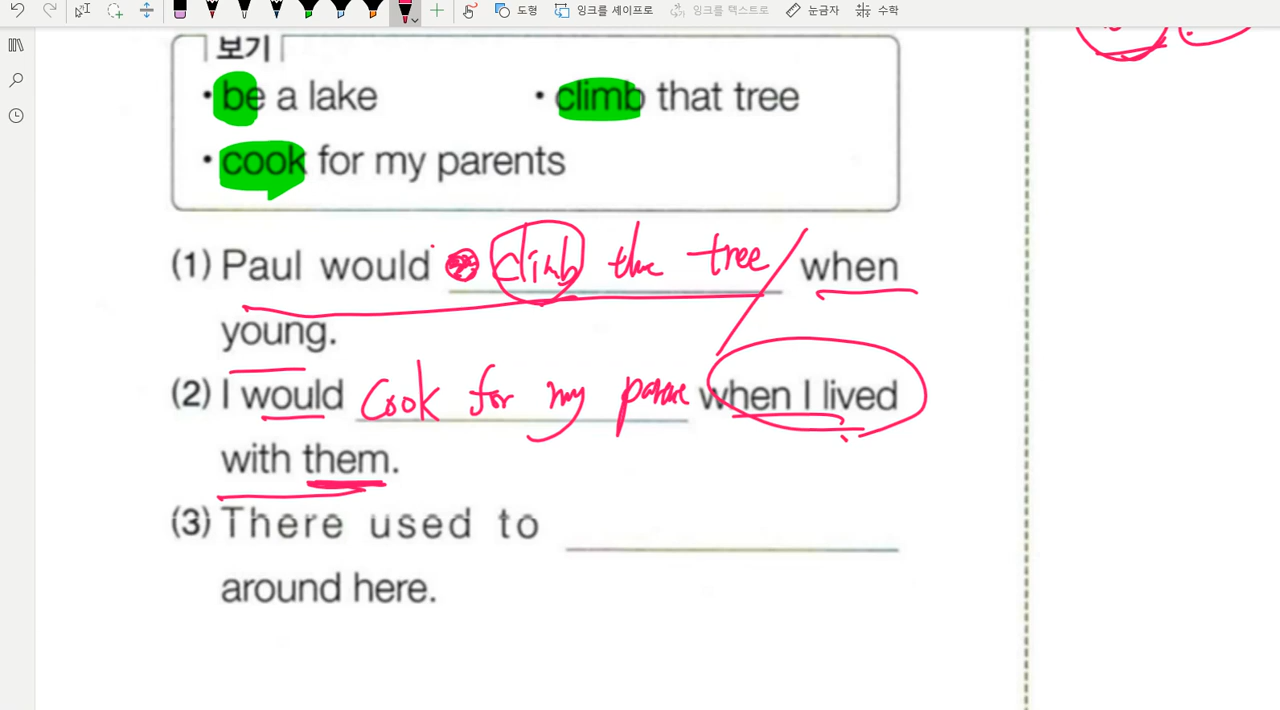 도형 잉크를 셰이프로 잉크를 텍스트로 눈금자 수학
보기
• be a lake • climb that tree
• cook for my parents
(1) Paul would climb the tree when
young.
(2) I would Cook for my when I lived
with them.
(3) There used to
around here.